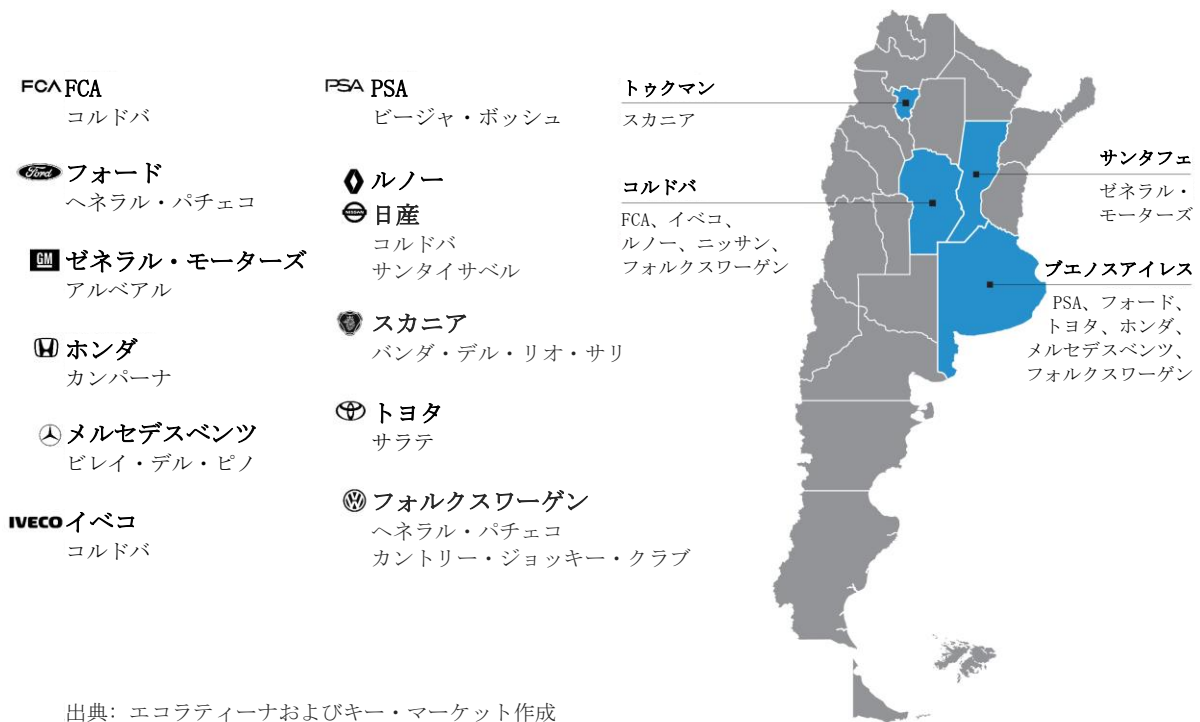 FCA FCA
コルドバ
Ford フォード
ヘネラル・パチェコ
GM ゼネラル・モーターズ
アルベアル
ホンダ
カンパーナ
メルセデスベンツ
ビレイ・デル・ピノ
IVECO イベコ
コルドバ
PSA PSA
ビージャ・ボッシュ
ルノー
NISSAN 日産
コルドバ
サンタイサベル
スカニア
バンダ・デル・リオ・サリ
トヨタ
サラテ
フォルクスワーゲン
ヘネラル・パチェコ
カントリー・ジョッキー・クラブ
トゥクマン
スカニア
コルドバ
FCA、イベコ、
ルノー、ニッサン、
フォルクスワーゲン
サンタフェ
ゼネラル・
モーターズ
ブエノスアイレス
PSA、フォード、
トヨタ、ホンダ、
メルセデスベンツ、
フォルクスワーゲン
出典: エコラティーナおよびキー・マーケット作成